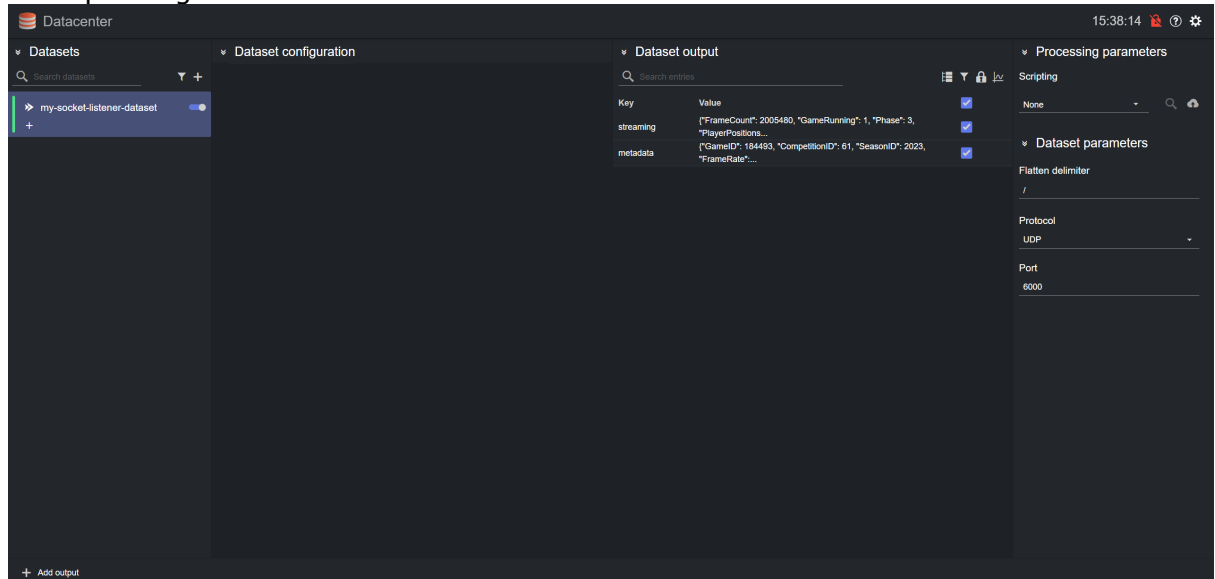 Datacenter
15:38:14
Datasets
Search datasets
my-socket-listener-dataset
+
Dataset configuration
Dataset output
Search entries
Key Value
streaming {"FrameCount": 2005480, "GameRunning": 1, "Phase": 3, "PlayerPositions...
metadata {"GameID": 184493, "CompetitionID": 61, "SeasonID": 2023, "FrameRate":...
Processing parameters
Scripting
None
Dataset parameters
Flatten delimiter
/
Protocol
UDP
Port
6000
+ Add output